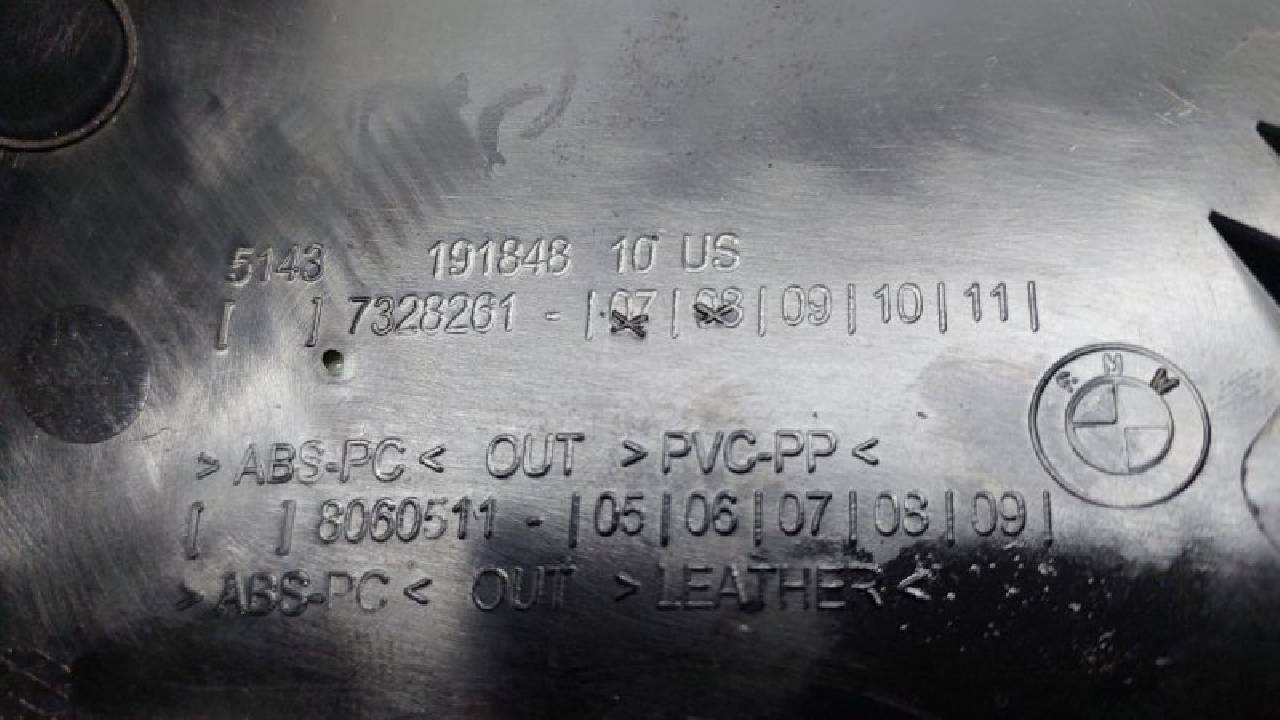 5143 191848 10 US
[ ] 7328261 - |07|08|09|10|11|
BMW
> ABS-PC < OUT > PVC-PP <
[ ] 8060511 - |05|06|07|08|09|
> ABS-PC < OUT > LEATHER <